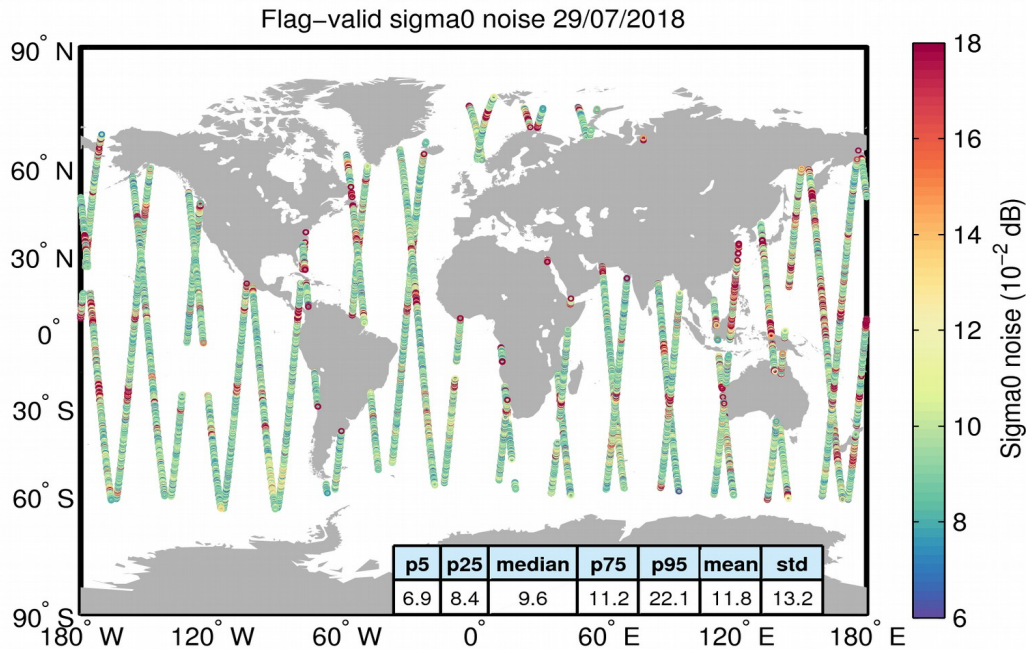 Flag−valid sigma0 noise 29/07/2018
90° N
60° N
30° N
0°
30° S
60° S
90° S
180° W
120° W
60° W
0°
60° E
120° E
180° E
p5 p25 median p75 p95 mean std
6.9 8.4 9.6 11.2 22.1 11.8 13.2
18
16
14
12
10
8
6
Sigma0 noise (10⁻² dB)